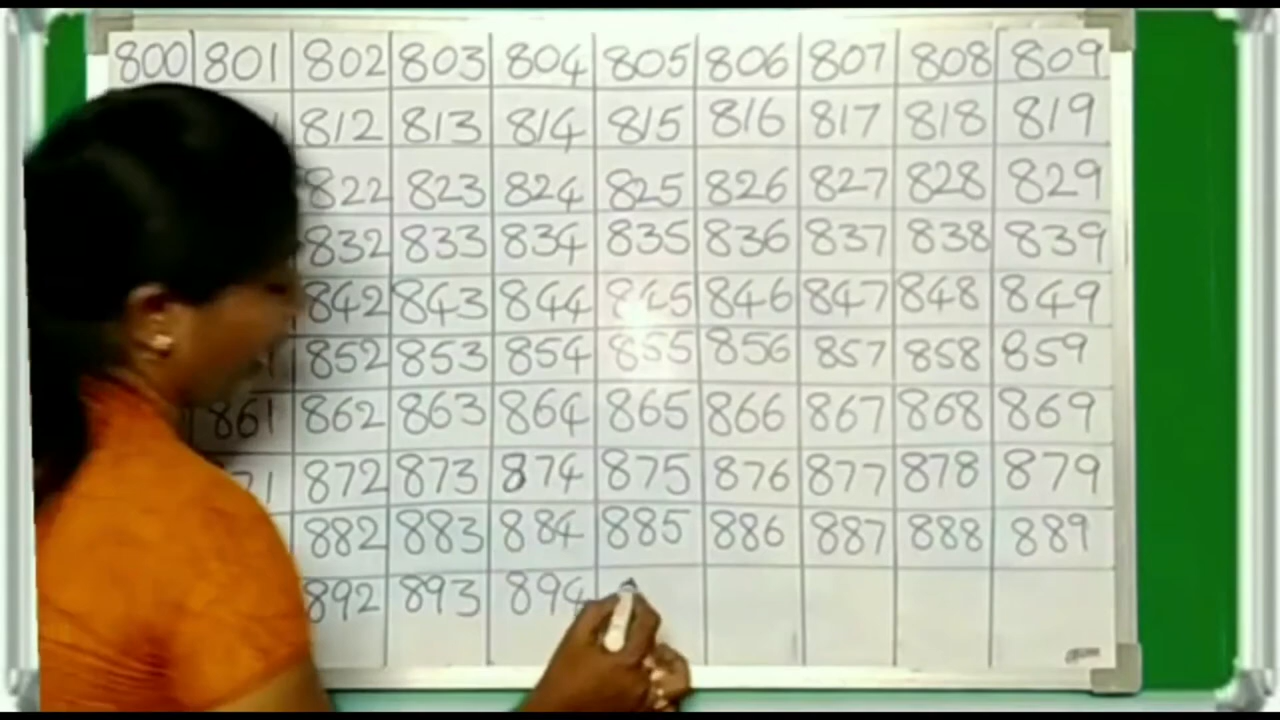 800 801 802 803 804 805 806 807 808 809
812 813 814 815 816 817 818 819
822 823 824 825 826 827 828 829
832 833 834 835 836 837 838 839
842 843 844 845 846 847 848 849
852 853 854 855 856 857 858 859
861 862 863 864 865 866 867 868 869
872 873 874 875 876 877 878 879
882 883 884 885 886 887 888 889
892 893 894